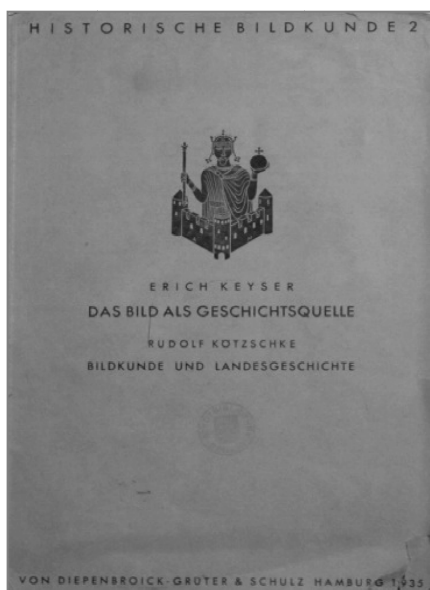 HISTORISCHE BILDKUNDE 2
ERICH KEYSER
DAS BILD ALS GESCHICHTSQUELLE
RUDOLF KÖTZSCHKE
BILDKUNDE UND LANDESGESCHICHTE
VON DIEPENBROICK-GRÜTER & SCHULZ HAMBURG 1935